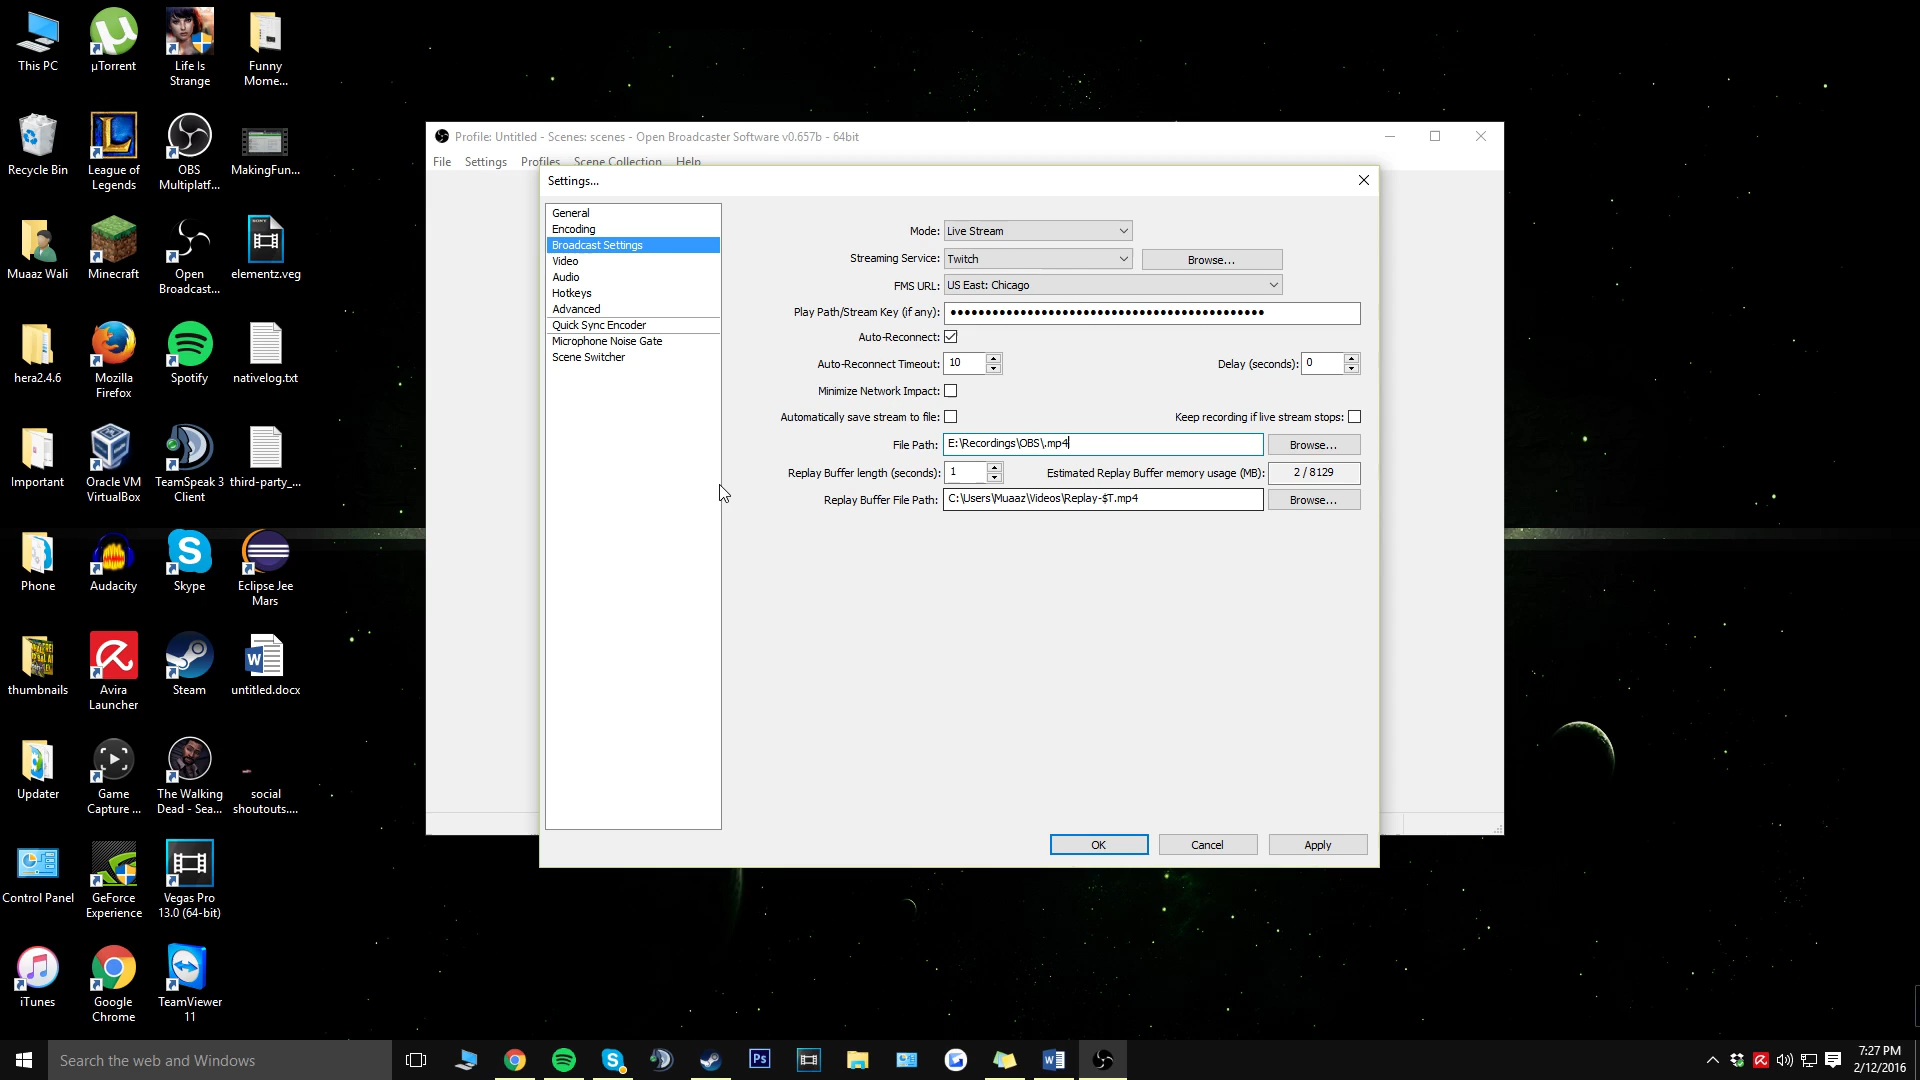 This PC
µTorrent
Life Is
Strange
Funny
Mome...
Recycle Bin
League of
Legends
OBS
Multiplatf...
MakingFun...
Muaaz Wali
Minecraft
Open
Broadcast...
elementz.veg
hera2.4.6
Mozilla
Firefox
Spotify
nativelog.txt
Important
Oracle VM
VirtualBox
TeamSpeak 3
Client
third-party_...
Phone
Audacity
Skype
Eclipse Jee
Mars
thumbnails
Avira
Launcher
Steam
untitled.docx
Updater
Game
Capture ...
The Walking
Dead - Sea...
social
shoutouts....
Control Panel
GeForce
Experience
Vegas Pro
13.0 (64-bit)
iTunes
Google
Chrome
TeamViewer
11
Profile: Untitled - Scenes: scenes - Open Broadcaster Software v0.657b - 64bit
File Settings Profiles Scene Collection Help
Settings...
General
Encoding
Broadcast Settings
Video
Audio
Hotkeys
Advanced
Quick Sync Encoder
Microphone Noise Gate
Scene Switcher
Mode: Live Stream
Streaming Service: Twitch Browse...
FMS URL: US East: Chicago
Play Path/Stream Key (if any):
Auto-Reconnect:
Auto-Reconnect Timeout: 10 Delay (seconds): 0
Minimize Network Impact:
Automatically save stream to file: Keep recording if live stream stops:
File Path: E:\Recordings\OBS\.mp4 Browse...
Replay Buffer length (seconds): 1 Estimated Replay Buffer memory usage (MB): 2 / 8129
Replay Buffer File Path: C:\Users\Muaaz\Videos\Replay-$T.mp4 Browse...
OK Cancel Apply
Search the web and Windows
Ps
7:27 PM
2/12/2016